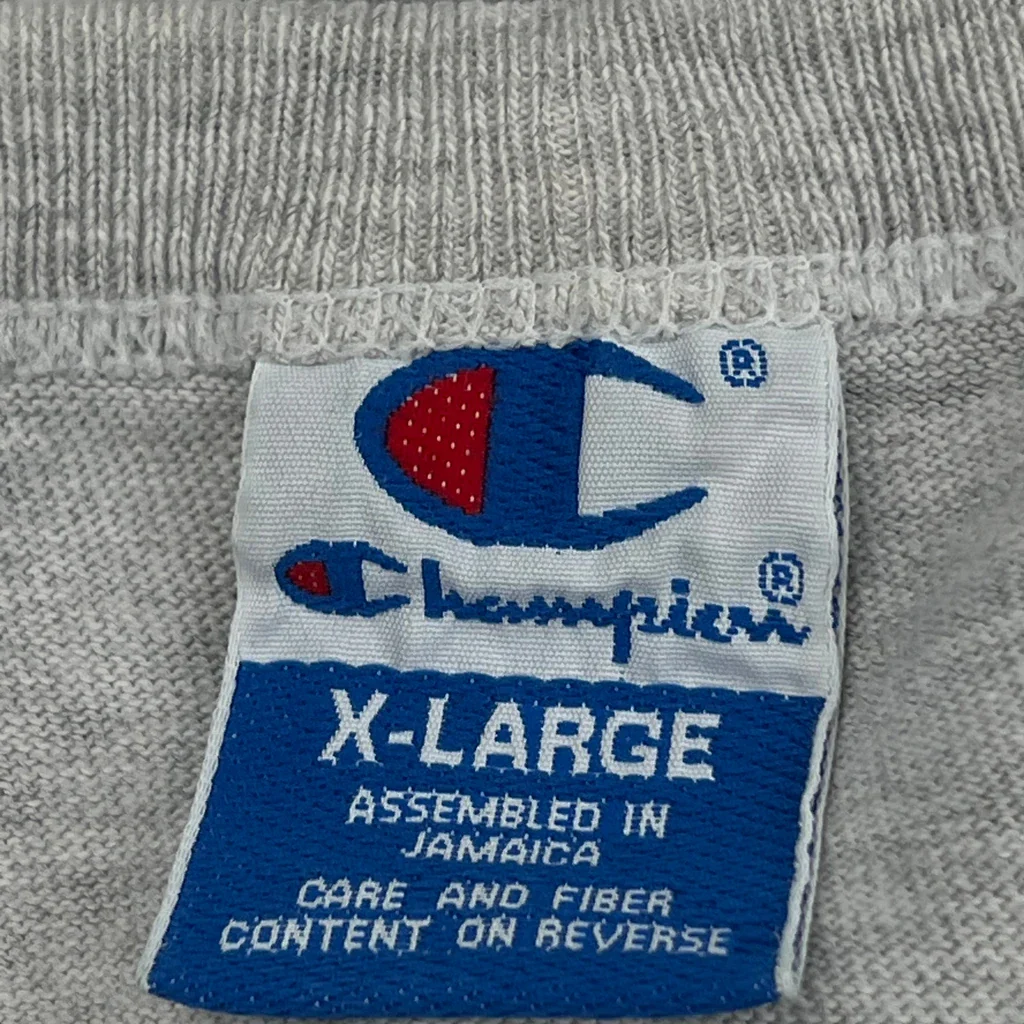 ®
Champion®
X-LARGE
ASSEMBLED IN
JAMAICA
CARE AND FIBER
CONTENT ON REVERSE